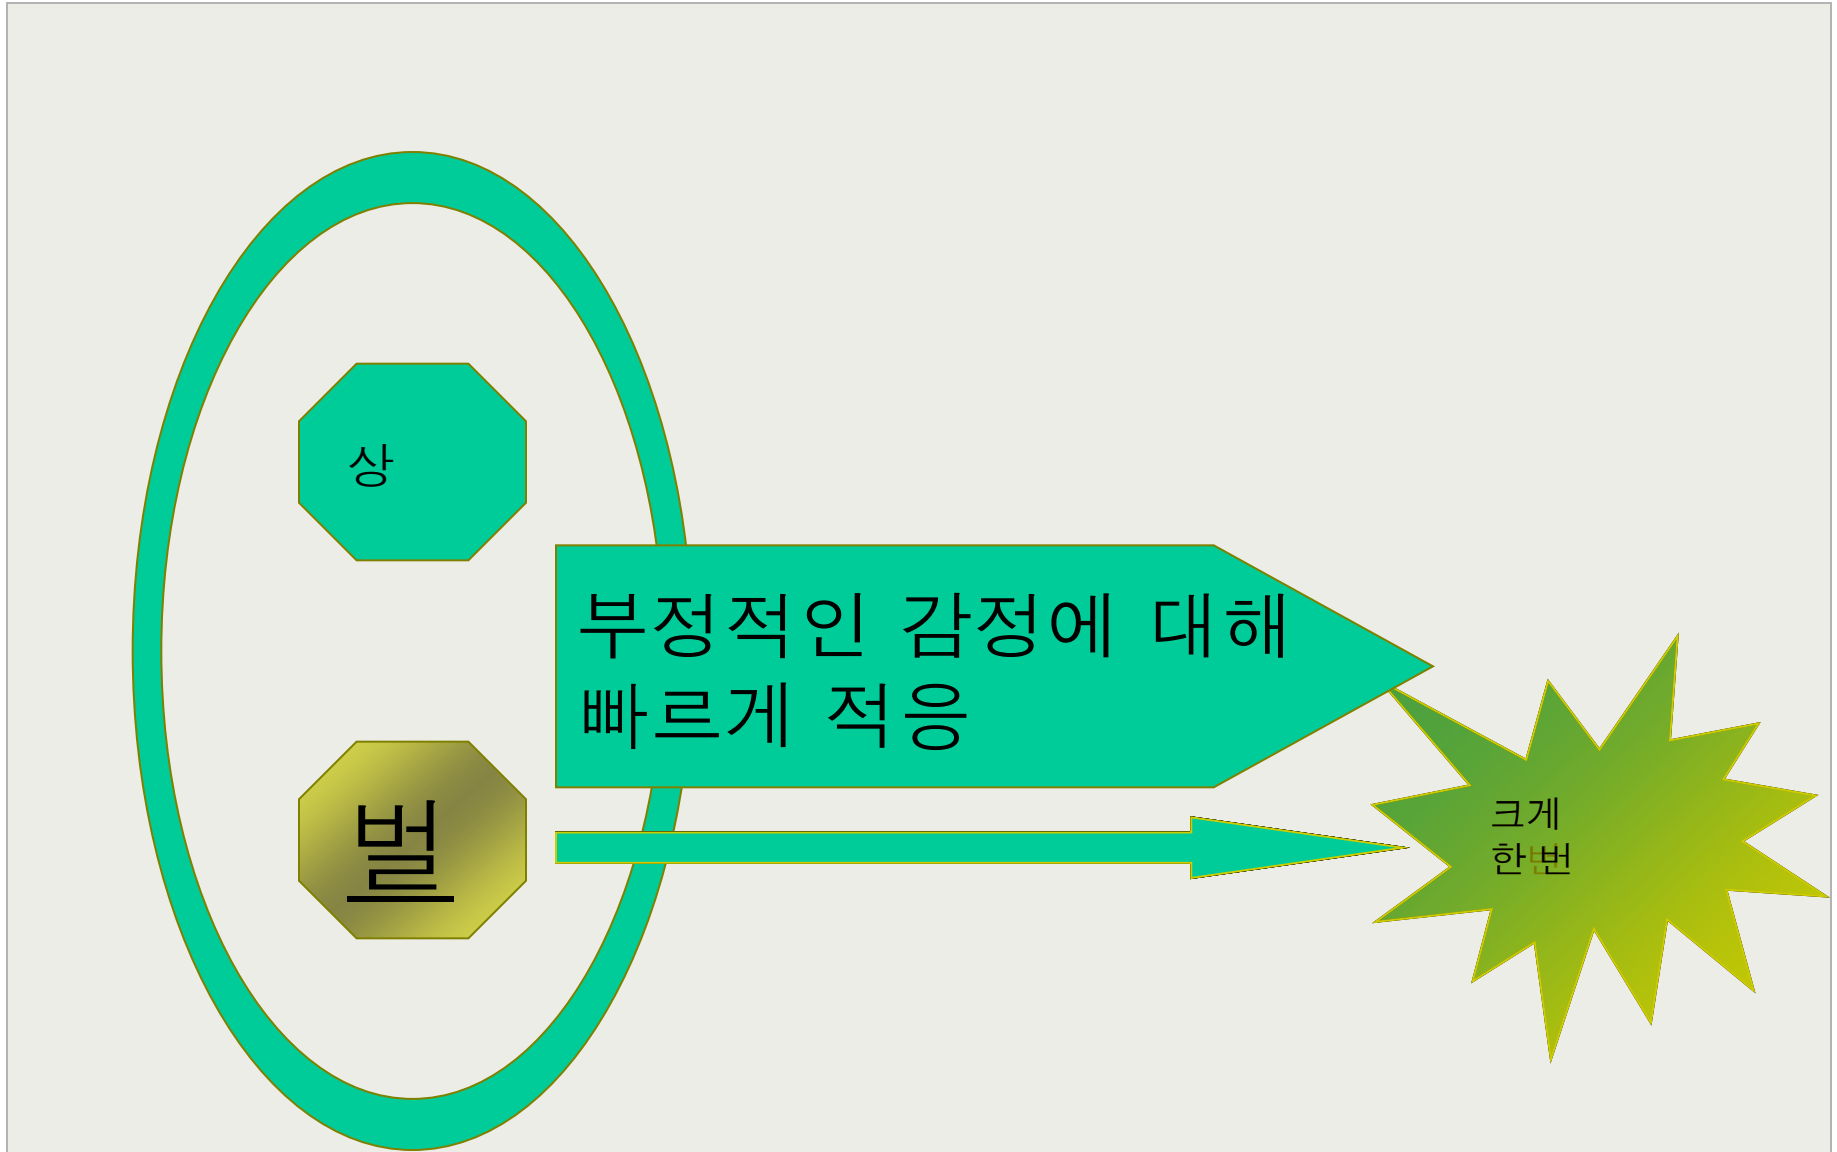 상
부정적인 감정에 대해
빠르게 적응
벌
크게
한번